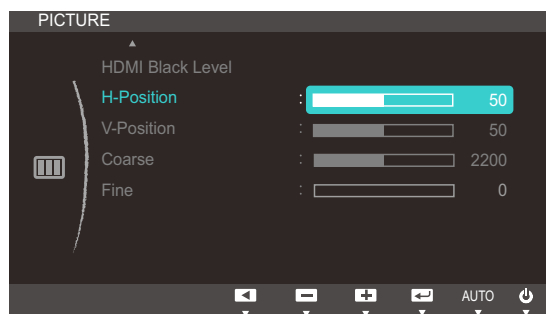 PICTURE
HDMI Black Level
H-Position : 50
V-Position : 50
Coarse : 2200
Fine : 0
AUTO